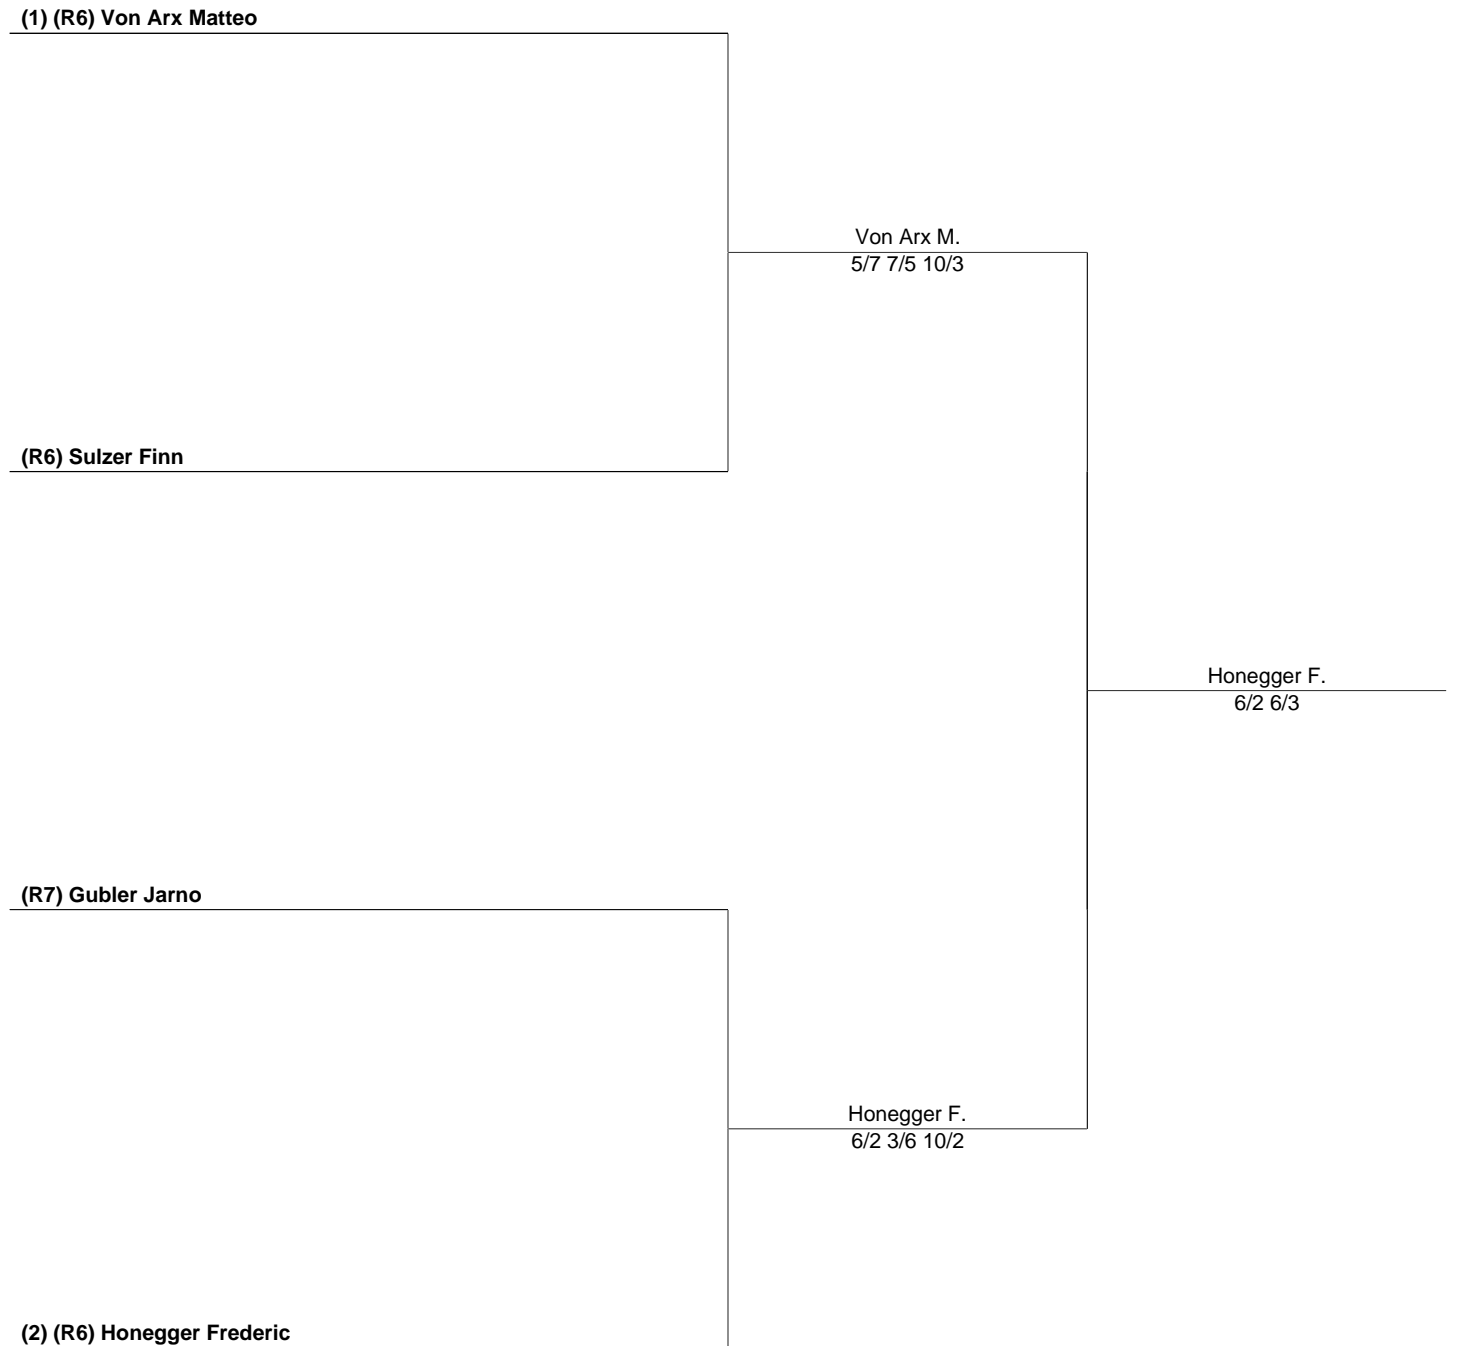 (1) (R6) Von Arx Matteo
Von Arx M.
5/7 7/5 10/3
(R6) Sulzer Finn
Honegger F.
6/2 6/3
(R7) Gubler Jarno
Honegger F.
6/2 3/6 10/2
(2) (R6) Honegger Frederic